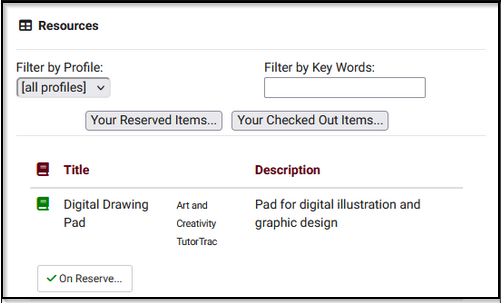 Resources
Filter by Profile:
Filter by Key Words:
[all profiles]
Your Reserved Items...
Your Checked Out Items...
Title
Description
Digital Drawing
Pad
Art and
Creativity
TutorTrac
Pad for digital illustration and
graphic design
On Reserve...